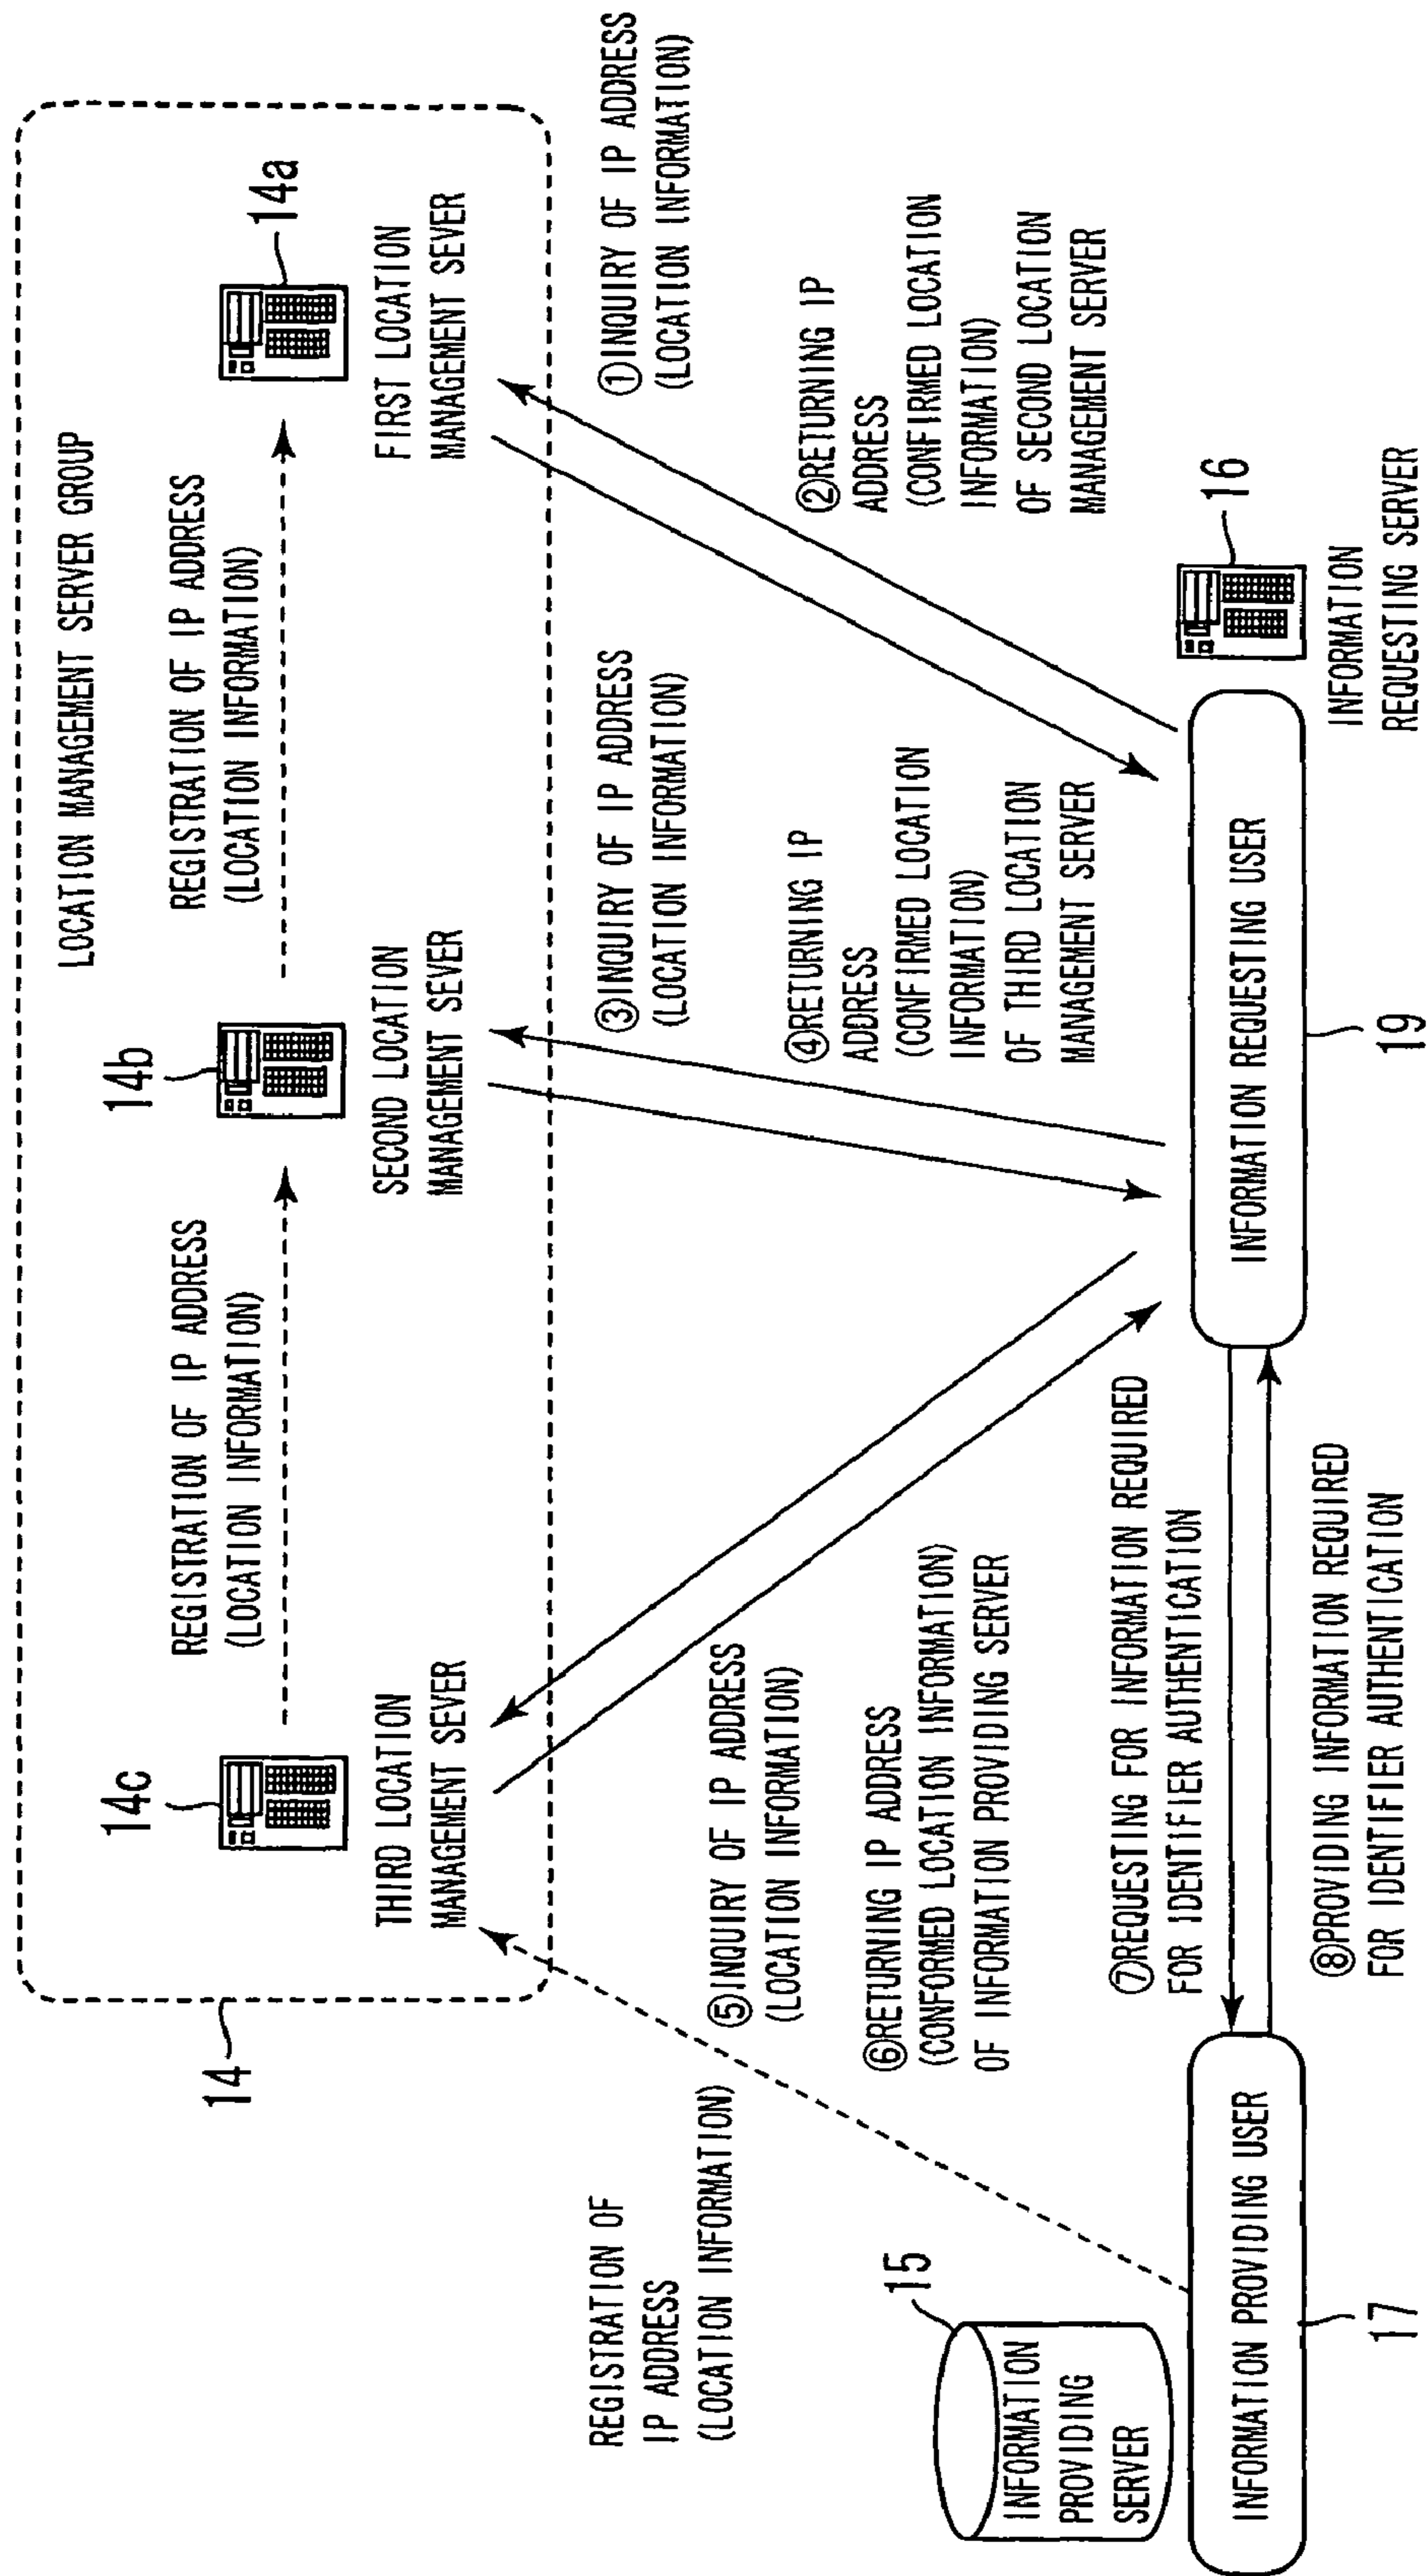 LOCATION MANAGEMENT SERVER GROUP
14
REGISTRATION OF IP ADDRESS
(LOCATION INFORMATION)
REGISTRATION OF IP ADDRESS
(LOCATION INFORMATION)
14c
14b
14a
THIRD LOCATION
MANAGEMENT SEVER
SECOND LOCATION
MANAGEMENT SEVER
FIRST LOCATION
MANAGEMENT SEVER
REGISTRATION OF
IP ADDRESS
(LOCATION INFORMATION)
①INQUIRY OF IP ADDRESS
(LOCATION INFORMATION)
②RETURNING IP
ADDRESS
(CONFIRMED LOCATION
INFORMATION)
OF SECOND LOCATION
MANAGEMENT SERVER
③INQUIRY OF IP ADDRESS
(LOCATION INFORMATION)
④RETURNING IP
ADDRESS
(CONFIRMED LOCATION
INFORMATION)
OF THIRD LOCATION
MANAGEMENT SERVER
⑤INQUIRY OF IP ADDRESS
(LOCATION INFORMATION)
⑥RETURNING IP ADDRESS
(CONFORMED LOCATION INFORMATION)
OF INFORMATION PROVIDING SERVER
⑦REQUESTING FOR INFORMATION REQUIRED
FOR IDENTIFIER AUTHENTICATION
⑧PROVIDING INFORMATION REQUIRED
FOR IDENTIFIER AUTHENTICATION
15
INFORMATION
PROVIDING
SERVER
INFORMATION PROVIDING USER
17
INFORMATION REQUESTING USER
19
16
INFORMATION
REQUESTING SERVER